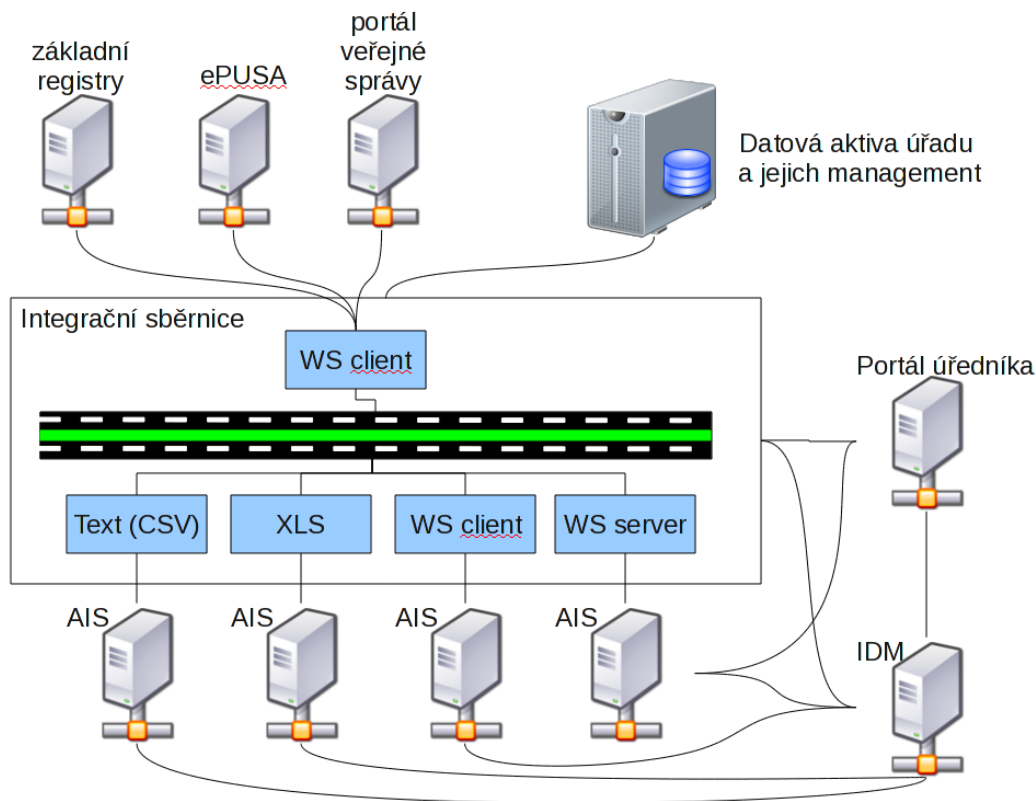 základní
registry
ePUSA
portál
veřejné
správy
Datová aktiva úřadu
a jejich management
Integrační sběrnice
WS client
Portál úředníka
Text (CSV)
XLS
WS client
WS server
AIS
AIS
AIS
AIS
IDM